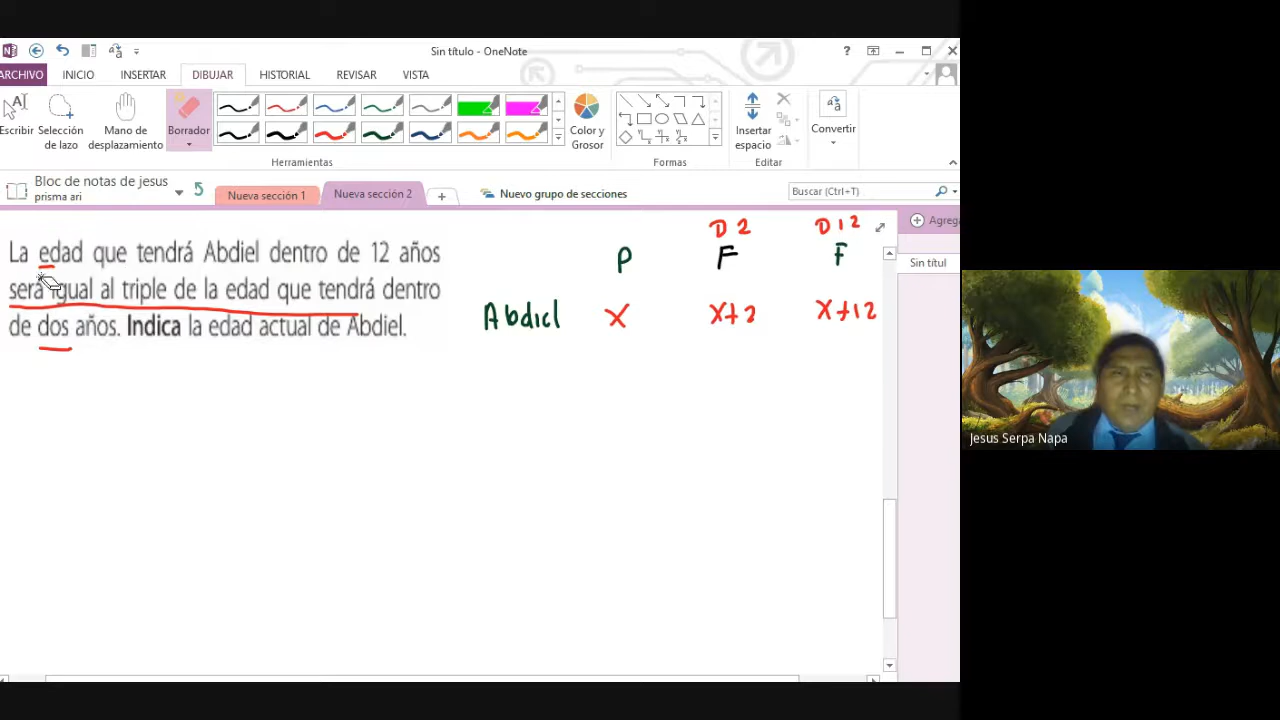 Sin título - OneNote
ARCHIVO INICIO INSERTAR DIBUJAR HISTORIAL REVISAR VISTA
Escribir
Selección de lazo
Mano de desplazamiento
Borrador
Color y Grosor
Insertar espacio
Convertir
Herramientas Formas Editar
Bloc de notas de jesus
prisma ari
Nueva sección 1 Nueva sección 2 Nuevo grupo de secciones Buscar (Ctrl+T)
Agrega
Sin títul
La edad que tendrá Abdiel dentro de 12 años
será igual al triple de la edad que tendrá dentro
de dos años. Indica la edad actual de Abdiel.
D 2 D 12
P F F
Abdiel X X+2 X+12
Jesus Serpa Napa